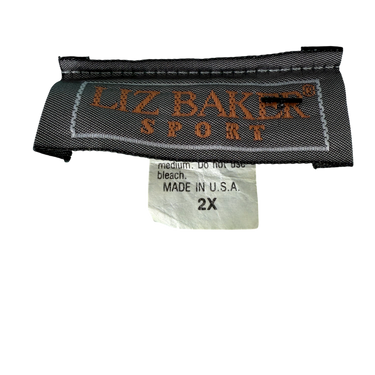 LIZ BAKER®
SPORT
medium. Do not use
bleach.
MADE IN U.S.A.
2X